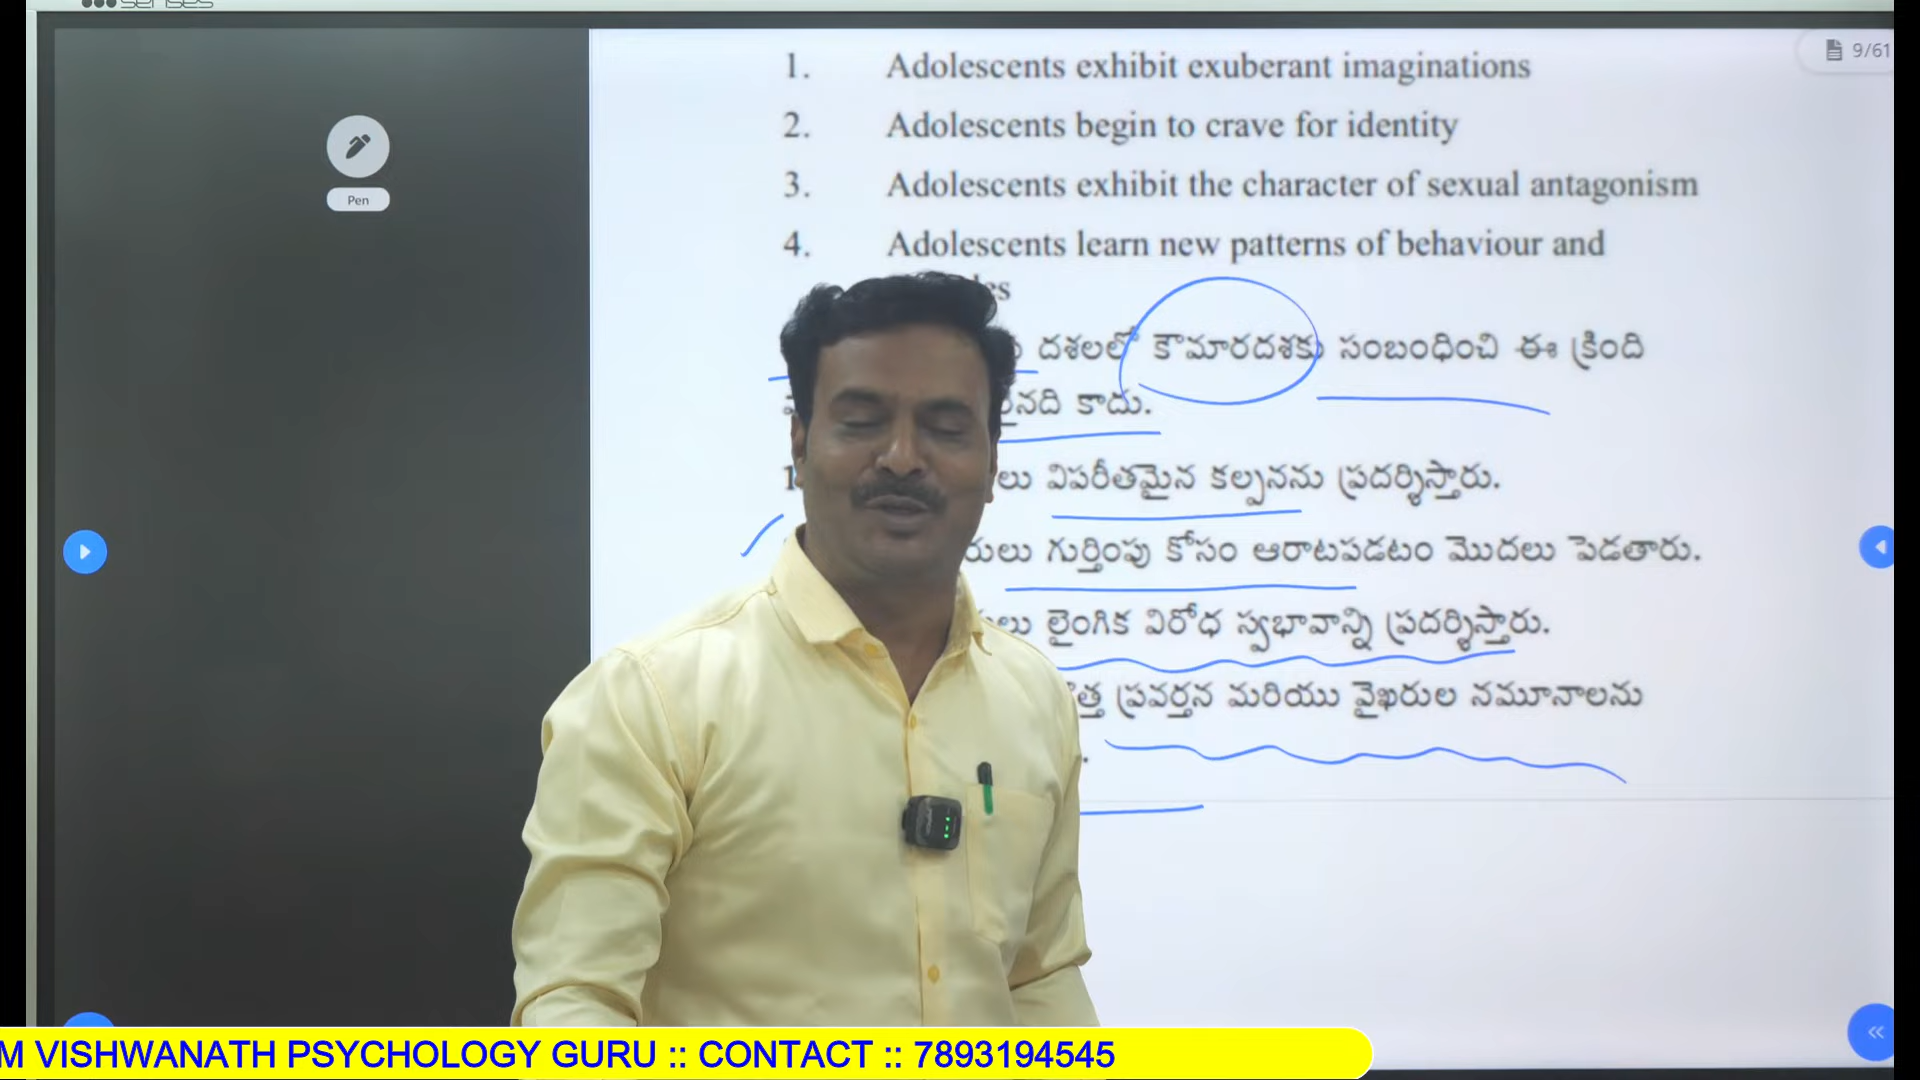 9/61
1. Adolescents exhibit exuberant imaginations
2. Adolescents begin to crave for identity
3. Adolescents exhibit the character of sexual antagonism
4. Adolescents learn new patterns of behaviour and
Pen
దశలలో కౌమారదశకు సంబంధించి ఈ క్రింది
కాదు.
విపరీతమైన కల్పనను ప్రదర్శిస్తారు.
గుర్తింపు కోసం ఆరాటపడటం మొదలు పెడతారు.
లైంగిక విరోధ స్వభావాన్ని ప్రదర్శిస్తారు.
ప్రవర్తన మరియు వైఖరుల నమూనాలను
M VISHWANATH PSYCHOLOGY GURU :: CONTACT :: 7893194545